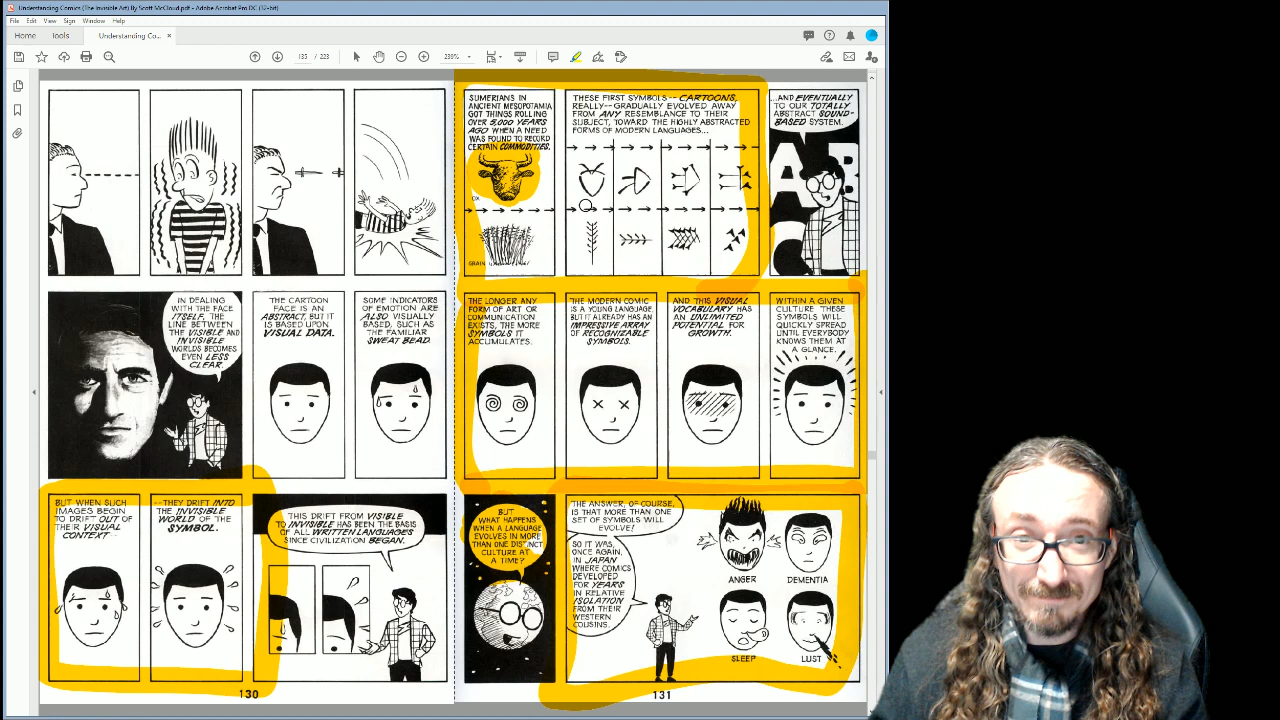 Understanding Comics (The Invisible Art) By Scott McCloud.pdf - Adobe Acrobat Pro DC (32-bit)
File Edit View Sign Window Help
Home Tools Understanding Co... ×
135 / 223
239%
IN DEALING
WITH THE FACE
ITSELF, THE
LINE BETWEEN
THE VISIBLE AND
INVISIBLE
WORLDS BECOMES
EVEN LESS
CLEAR.
THE CARTOON
FACE IS AN
ABSTRACT, BUT IT
IS BASED UPON
VISUAL DATA.
SOME INDICATORS
OF EMOTION ARE
ALSO VISUALLY
BASED, SUCH AS
THE FAMILIAR
SWEAT BEAD.
BUT WHEN SUCH
IMAGES BEGIN
TO DRIFT OUT OF
THEIR VISUAL
CONTEXT--
--THEY DRIFT INTO
THE INVISIBLE
WORLD OF THE
SYMBOL.
THIS DRIFT FROM VISIBLE
TO INVISIBLE HAS BEEN THE BASIS
OF ALL WRITTEN LANGUAGES
SINCE CIVILIZATION BEGAN.
130
SUMERIANS IN
ANCIENT MESOPOTAMIA
GOT THINGS ROLLING
OVER 5,000 YEARS
AGO WHEN A NEED
WAS FOUND TO RECORD
CERTAIN COMMODITIES.
OX
GRAIN
THESE FIRST SYMBOLS-- CARTOONS,
REALLY--GRADUALLY EVOLVED AWAY
FROM ANY RESEMBLANCE TO THEIR
SUBJECT, TOWARD THE HIGHLY ABSTRACTED
FORMS OF MODERN LANGUAGES...
...AND EVENTUALLY
TO OUR TOTALLY
ABSTRACT SOUND-
BASED SYSTEM.
A B
C
THE LONGER ANY
FORM OF ART OR
COMMUNICATION
EXISTS, THE MORE
SYMBOLS IT
ACCUMULATES.
THE MODERN COMIC
IS A YOUNG LANGUAGE,
BUT IT ALREADY HAS AN
IMPRESSIVE ARRAY
OF RECOGNIZABLE
SYMBOLS.
AND THIS VISUAL
VOCABULARY HAS
AN UNLIMITED
POTENTIAL FOR
GROWTH.
WITHIN A GIVEN
CULTURE THESE
SYMBOLS WILL
QUICKLY SPREAD
UNTIL EVERYBODY
KNOWS THEM AT
A GLANCE.
BUT
WHAT HAPPENS
WHEN A LANGUAGE
EVOLVES IN MORE
THAN ONE DISTINCT
CULTURE AT
A TIME?
THE ANSWER, OF COURSE,
IS THAT MORE THAN ONE
SET OF SYMBOLS WILL
EVOLVE!
SO IT WAS,
ONCE AGAIN,
IN JAPAN
WHERE COMICS
DEVELOPED
FOR YEARS
IN RELATIVE
ISOLATION
FROM THEIR
WESTERN
COUSINS.
ANGER
DEMENTIA
SLEEP
LUST
131